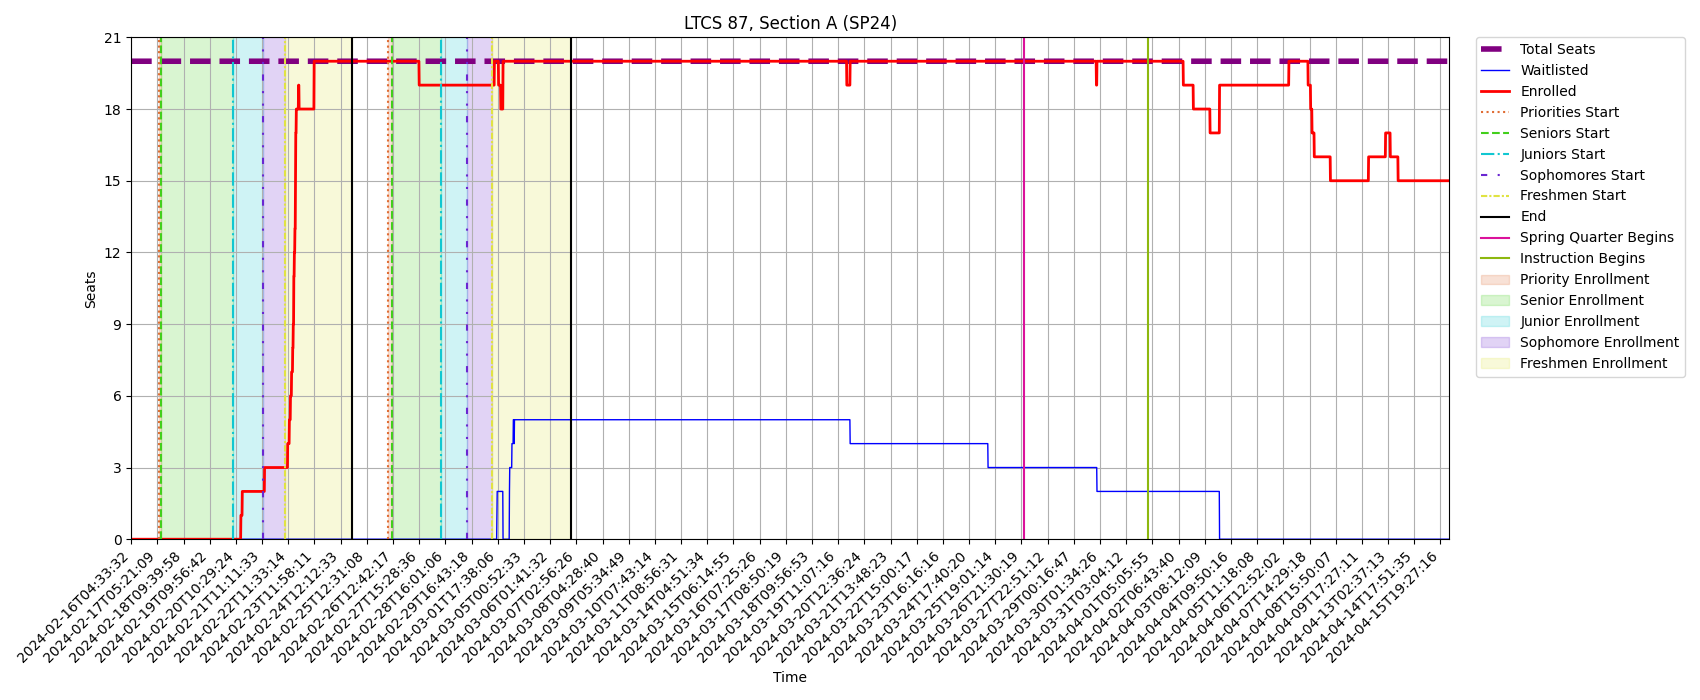 LTCS 87, Section A (SP24)
21
18
15
12
9
6
3
0
Seats
2024-02-16T04:33:32
2024-02-17T05:21:09
2024-02-18T09:39:58
2024-02-19T09:56:42
2024-02-20T10:29:24
2024-02-21T11:11:33
2024-02-22T11:33:14
2024-02-23T11:58:11
2024-02-24T12:12:33
2024-02-25T12:31:08
2024-02-26T12:42:17
2024-02-27T15:28:36
2024-02-28T16:01:06
2024-02-29T16:43:18
2024-03-01T17:38:06
2024-03-05T00:52:33
2024-03-06T01:41:32
2024-03-07T02:56:26
2024-03-08T04:28:40
2024-03-09T05:34:49
2024-03-10T07:43:14
2024-03-11T08:56:31
2024-03-14T04:51:34
2024-03-15T06:14:55
2024-03-16T07:25:26
2024-03-17T08:50:19
2024-03-18T09:56:53
2024-03-19T11:07:16
2024-03-20T12:36:24
2024-03-21T13:48:23
2024-03-22T15:00:17
2024-03-23T16:16:16
2024-03-24T17:40:20
2024-03-25T19:01:14
2024-03-26T21:30:19
2024-03-27T22:51:12
2024-03-29T00:16:47
2024-03-30T01:34:26
2024-03-31T03:04:12
2024-04-01T05:05:55
2024-04-02T06:43:40
2024-04-03T08:12:09
2024-04-04T09:50:16
2024-04-05T11:18:08
2024-04-06T12:52:02
2024-04-07T14:29:18
2024-04-08T15:50:07
2024-04-09T17:27:11
2024-04-13T02:37:13
2024-04-14T17:51:35
2024-04-15T19:27:16
Time
Total Seats
Waitlisted
Enrolled
Priorities Start
Seniors Start
Juniors Start
Sophomores Start
Freshmen Start
End
Spring Quarter Begins
Instruction Begins
Priority Enrollment
Senior Enrollment
Junior Enrollment
Sophomore Enrollment
Freshmen Enrollment